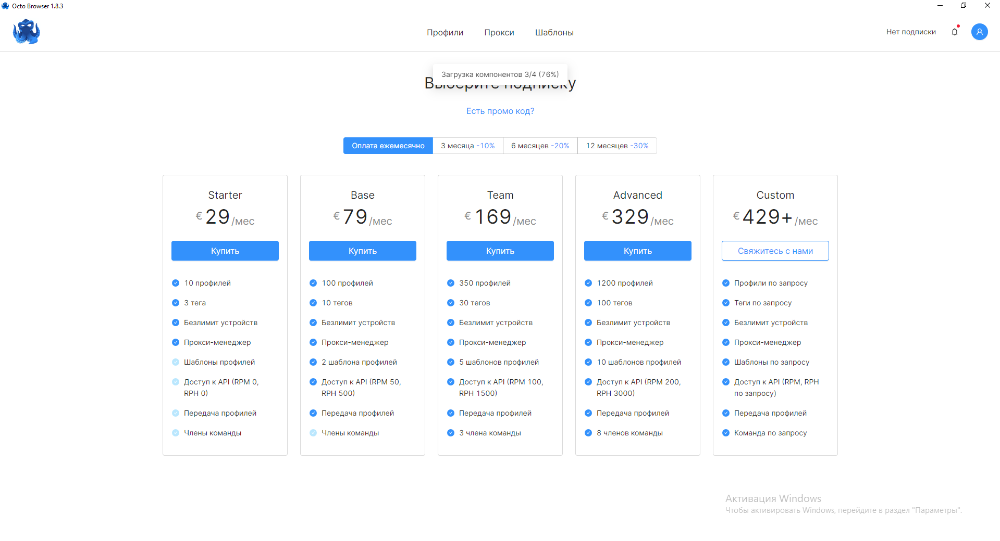 Octo Browser 1.8.3
Профили
Прокси
Шаблоны
Нет подписки
Загрузка компонентов 3/4 (76%)
Выберите подписку
Есть промо код?
Оплата ежемесячно
3 месяца -10%
6 месяцев -20%
12 месяцев -30%
Starter
€ 29 /мес
Купить
10 профилей
3 тега
Безлимит устройств
Прокси-менеджер
Шаблоны профилей
Доступ к API (RPM 0,
RPH 0)
Передача профилей
Члены команды
Base
€ 79 /мес
Купить
100 профилей
10 тегов
Безлимит устройств
Прокси-менеджер
2 шаблона профилей
Доступ к API (RPM 50,
RPH 500)
Передача профилей
Члены команды
Team
€ 169 /мес
Купить
350 профилей
30 тегов
Безлимит устройств
Прокси-менеджер
5 шаблонов профилей
Доступ к API (RPM 100,
RPH 1500)
Передача профилей
3 члена команды
Advanced
€ 329 /мес
Купить
1200 профилей
100 тегов
Безлимит устройств
Прокси-менеджер
10 шаблонов профилей
Доступ к API (RPM 200,
RPH 3000)
Передача профилей
8 членов команды
Custom
€ 429+ /мес
Свяжитесь с нами
Профили по запросу
Теги по запросу
Безлимит устройств
Прокси-менеджер
Шаблоны по запросу
Доступ к API (RPM, RPH
по запросу)
Передача профилей
Команда по запросу
Активация Windows
Чтобы активировать Windows, перейдите в раздел "Параметры".